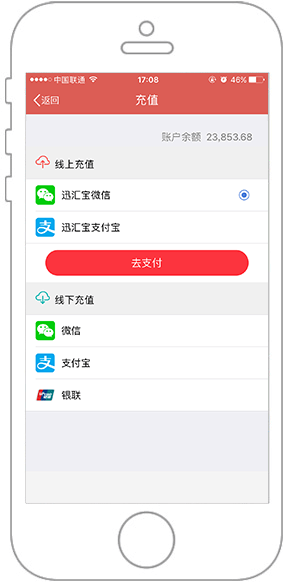 中国联通 17:08 46%
返回 充值
账户余额 23,853.68
线上充值
迅汇宝微信
迅汇宝支付宝
去支付
线下充值
微信
支付宝
银联